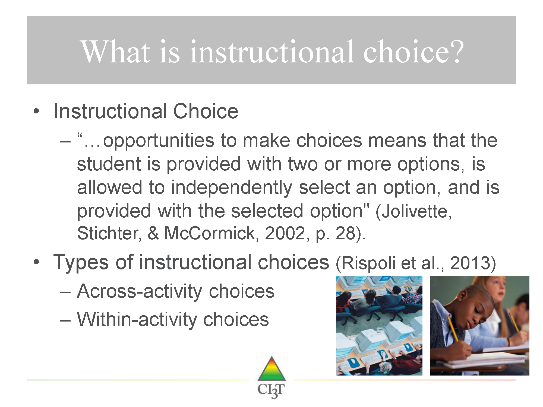 What is instructional choice?
• Instructional Choice
– “…opportunities to make choices means that the
student is provided with two or more options, is
allowed to independently select an option, and is
provided with the selected option" (Jolivette,
Stichter, & McCormick, 2002, p. 28).
• Types of instructional choices (Rispoli et al., 2013)
– Across-activity choices
– Within-activity choices
CI3T